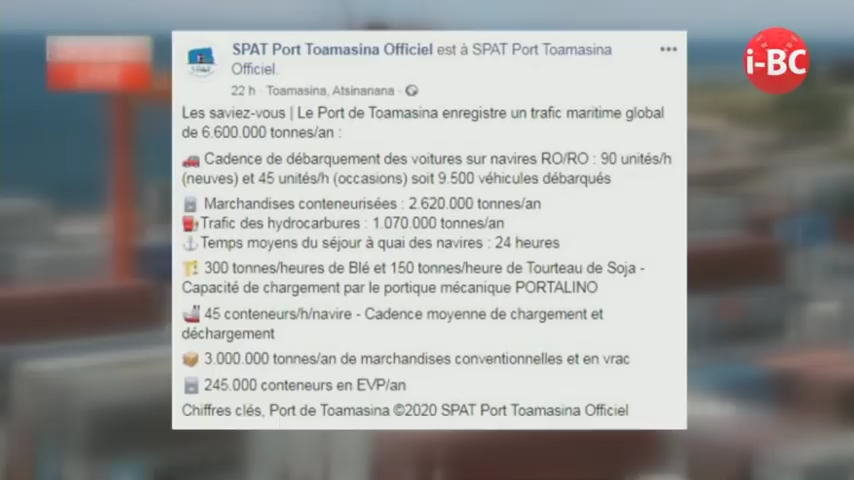 SPAT Port Toamasina Officiel est à SPAT Port Toamasina
Officiel.
22 h · Toamasina, Atsinanana ·
Les saviez-vous | Le Port de Toamasina enregistre un trafic maritime global
de 6.600.000 tonnes/an :
Cadence de débarquement des voitures sur navires RO/RO : 90 unités/h
(neuves) et 45 unités/h (occasions) soit 9.500 véhicules débarqués
Marchandises conteneurisées : 2.620.000 tonnes/an
Trafic des hydrocarbures : 1.070.000 tonnes/an
Temps moyens du séjour à quai des navires : 24 heures
300 tonnes/heures de Blé et 150 tonnes/heure de Tourteau de Soja -
Capacité de chargement par le portique mécanique PORTALINO
45 conteneurs/h/navire - Cadence moyenne de chargement et
déchargement
3.000.000 tonnes/an de marchandises conventionnelles et en vrac
245.000 conteneurs en EVP/an
Chiffres clés, Port de Toamasina ©2020 SPAT Port Toamasina Officiel
i-BC